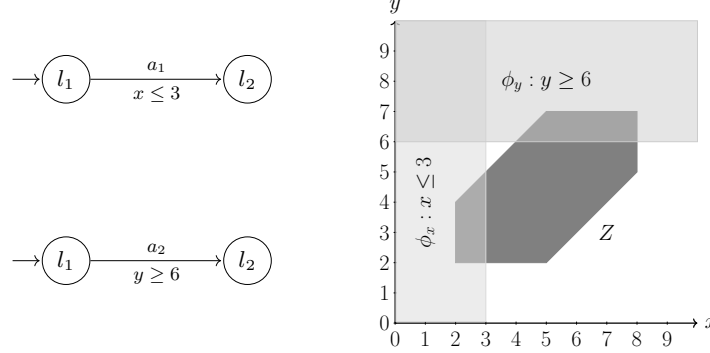 l₁
a₁
x ≤ 3
l₂
l₁
a₂
y ≥ 6
l₂
y
9
8
7
6
5
4
3
2
1
0
ϕy : y ≥ 6
ϕx : x ≤ 3
Z
0 1 2 3 4 5 6 7 8 9
x